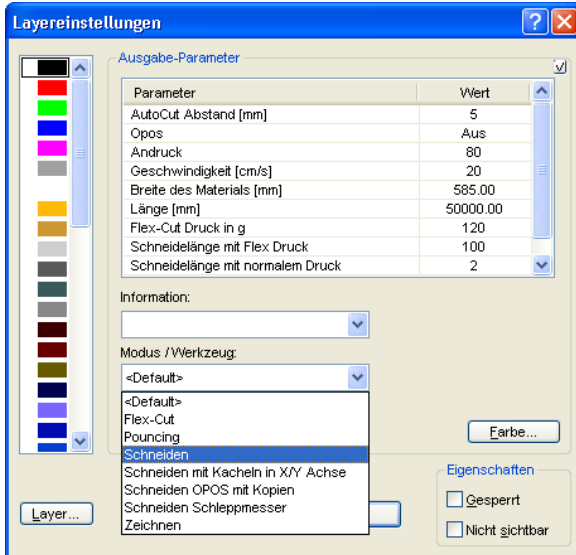 Layereinstellungen
Ausgabe-Parameter
Parameter Wert
AutoCut Abstand [mm] 5
Opos Aus
Andruck 80
Geschwindigkeit [cm/s] 20
Breite des Materials [mm] 585.00
Länge [mm] 50000.00
Flex-Cut Druck in g 120
Schneidelänge mit Flex Druck 100
Schneidelänge mit normalem Druck 2
Information:
Modus / Werkzeug:
<Default>
<Default>
Flex-Cut
Pouncing
Schneiden
Schneiden mit Kacheln in X/Y Achse
Schneiden OPOS mit Kopien
Schneiden Schleppmesser
Zeichnen
Farbe...
Eigenschaften
Gesperrt
Nicht sichtbar
Layer...